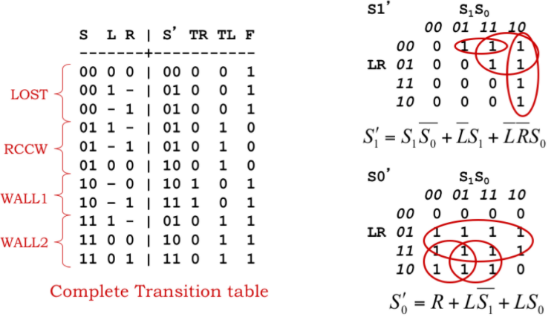 S L R | S' TR TL F
-------+-----------
00 0 0 | 00 0 0 1
00 1 - | 01 0 0 1
00 - 1 | 01 0 0 1
01 1 - | 01 0 1 1
01 - 1 | 01 0 1 1
01 0 0 | 10 0 1 1
10 - 0 | 10 1 0 1
10 - 1 | 11 1 0 1
11 1 - | 01 0 1 1
11 0 0 | 10 0 1 1
11 0 1 | 11 0 1 1
LOST
RCCW
WALL1
WALL2
Complete Transition table
S1' S₁S₀
00 01 11 10
00 0 1 1 1
LR 01 0 0 1 1
11 0 0 0 1
10 0 0 0 1
S₁' = S₁S̅₀̅ + L̅S₁ + L̅R̅S₀
S0' S₁S₀
00 01 11 10
00 0 0 0 0
LR 01 1 1 1 1
11 1 1 1 1
10 1 1 1 0
S₀' = R + LS̅₁̅ + LS₀